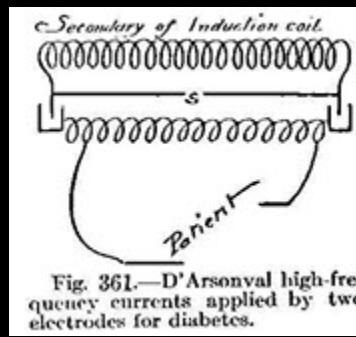 Secondary of Induction coil.
S
Patient
Fig. 361.—D'Arsonval high-fre-
quency currents applied by two
electrodes for diabetes.